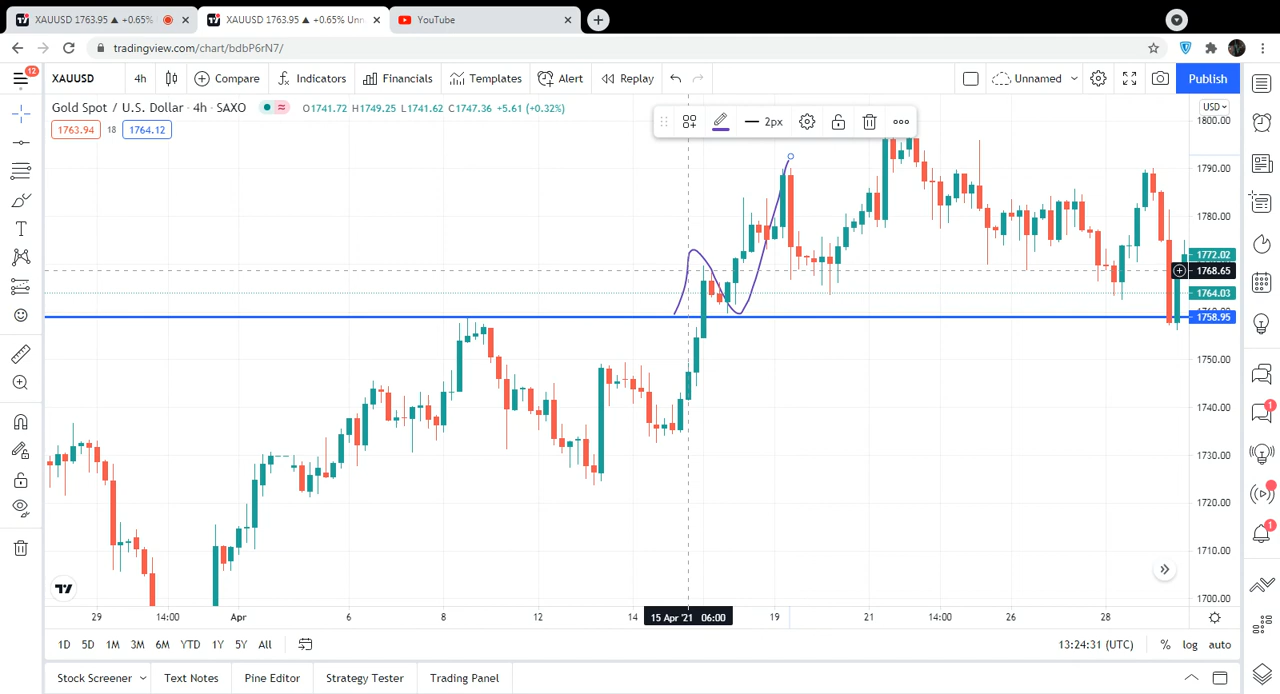 XAUUSD 1763.95 ▲ +0.65%
XAUUSD 1763.95 ▲ +0.65% Unn
YouTube
tradingview.com/chart/bdbP6rN7/
12
XAUUSD
4h
Compare
Indicators
Financials
Templates
Alert
Replay
Unnamed
Publish
Gold Spot / U.S. Dollar · 4h · SAXO
O1741.72 H1749.25 L1741.62 C1747.36 +5.61 (+0.32%)
1763.94
18
1764.12
2px
USD
1800.00
1790.00
1780.00
1772.02
1768.65
1764.03
1758.95
1750.00
1740.00
1730.00
1720.00
1710.00
1700.00
29
14:00
Apr
6
8
12
14
15 Apr '21 06:00
19
21
14:00
26
28
1D 5D 1M 3M 6M YTD 1Y 5Y All
13:24:31 (UTC)
% log auto
Stock Screener
Text Notes
Pine Editor
Strategy Tester
Trading Panel
1
1